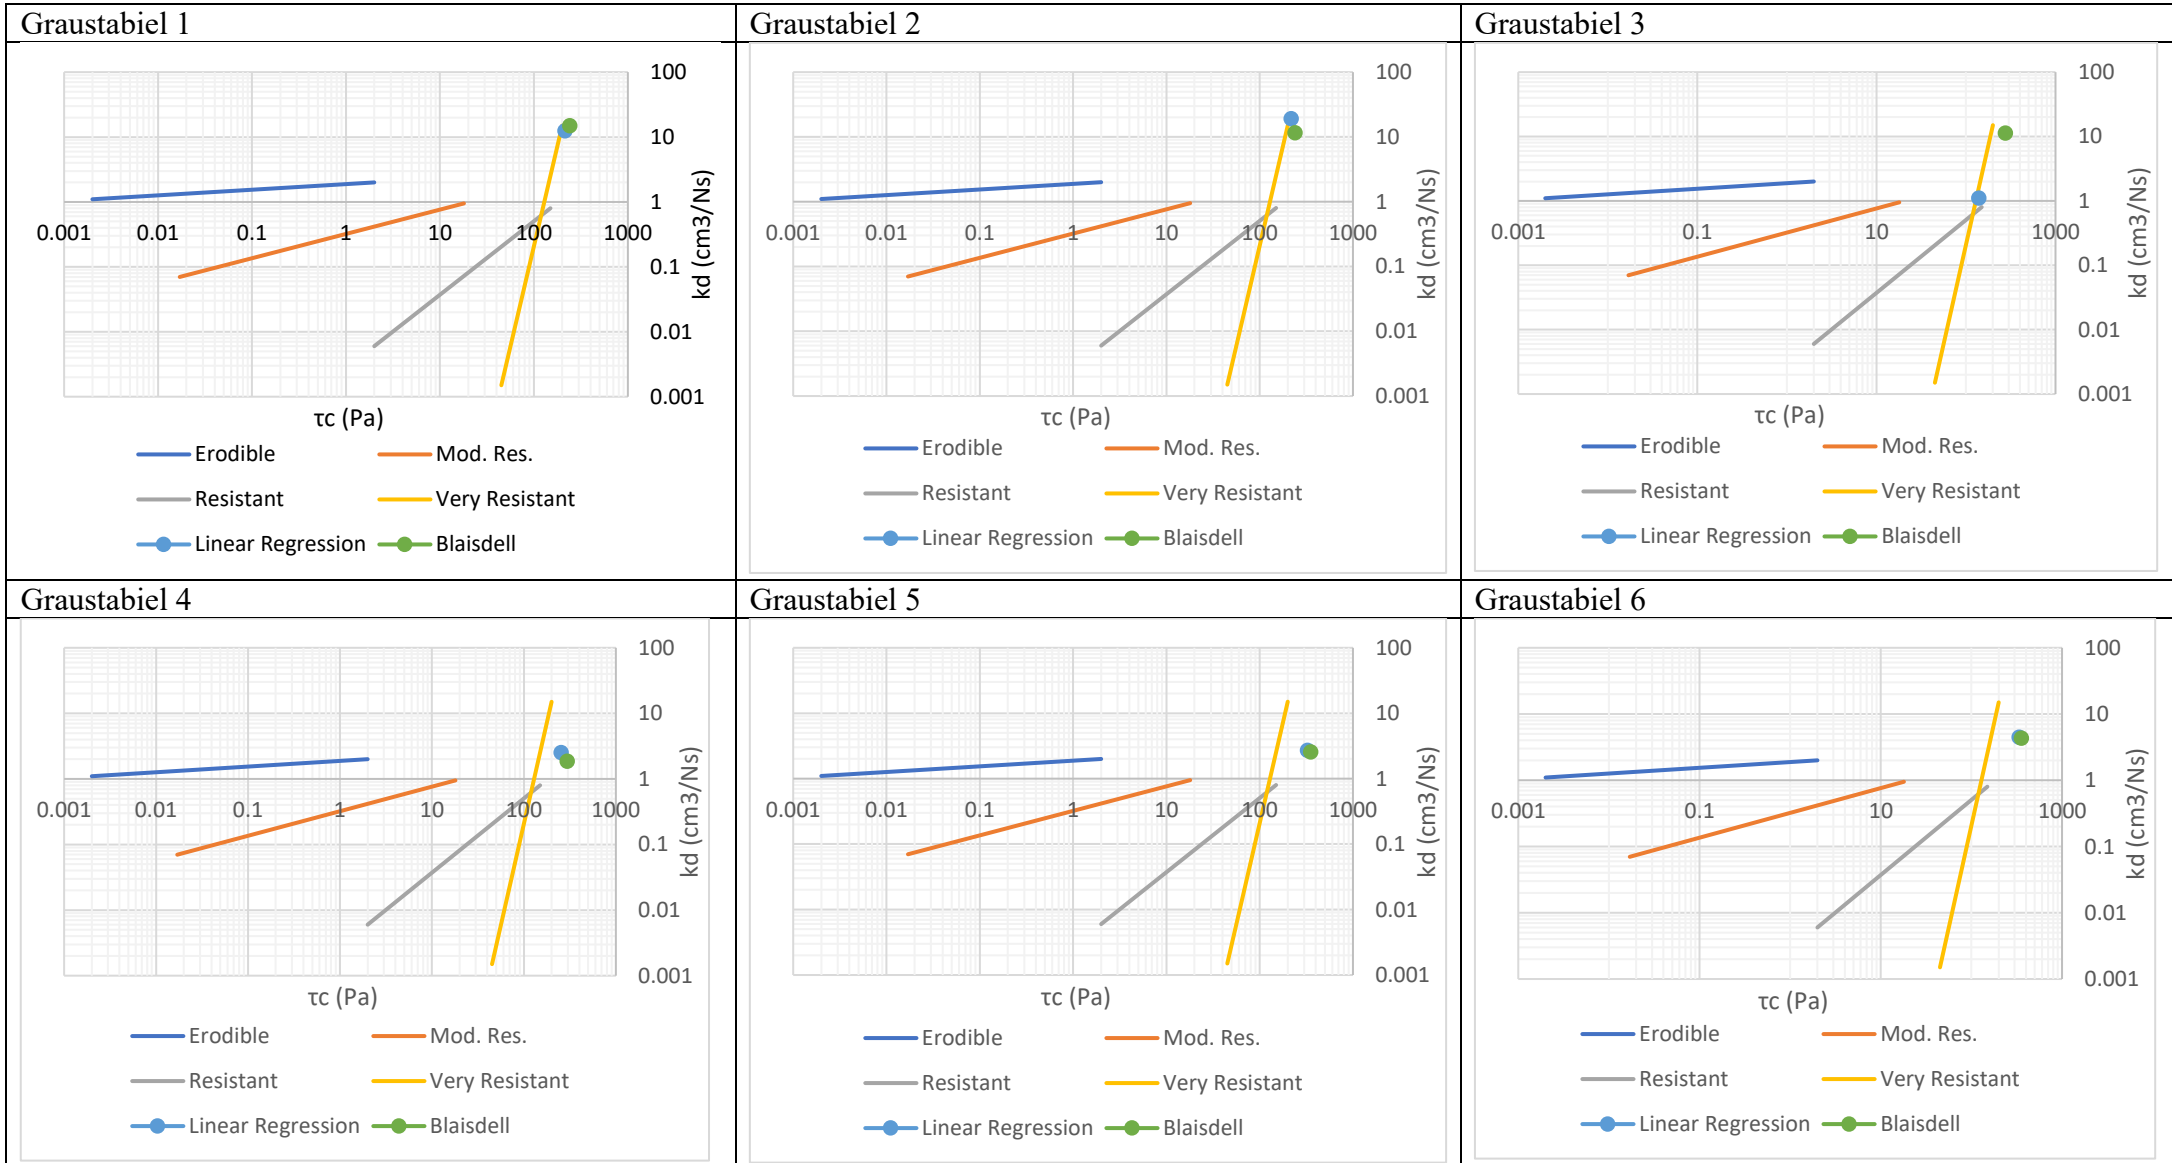 Graustabiel 1
100
10
1
0.001 0.01 0.1 1 10 100 1000
0.1
0.01
0.001
kd (cm3/Ns)
τc (Pa)
Erodible Mod. Res.
Resistant Very Resistant
Linear Regression Blaisdell
Graustabiel 2
100
10
1
0.001 0.01 0.1 1 10 100 1000
0.1
0.01
0.001
kd (cm3/Ns)
τc (Pa)
Erodible Mod. Res.
Resistant Very Resistant
Linear Regression Blaisdell
Graustabiel 3
100
10
1
0.001 0.1 10 1000
0.1
0.01
0.001
kd (cm3/Ns)
τc (Pa)
Erodible Mod. Res.
Resistant Very Resistant
Linear Regression Blaisdell
Graustabiel 4
100
10
1
0.001 0.01 0.1 1 10 100 1000
0.1
0.01
0.001
kd (cm3/Ns)
τc (Pa)
Erodible Mod. Res.
Resistant Very Resistant
Linear Regression Blaisdell
Graustabiel 5
100
10
1
0.001 0.01 0.1 1 10 100 1000
0.1
0.01
0.001
kd (cm3/Ns)
τc (Pa)
Erodible Mod. Res.
Resistant Very Resistant
Linear Regression Blaisdell
Graustabiel 6
100
10
1
0.001 0.1 10 1000
0.1
0.01
0.001
kd (cm3/Ns)
τc (Pa)
Erodible Mod. Res.
Resistant Very Resistant
Linear Regression Blaisdell